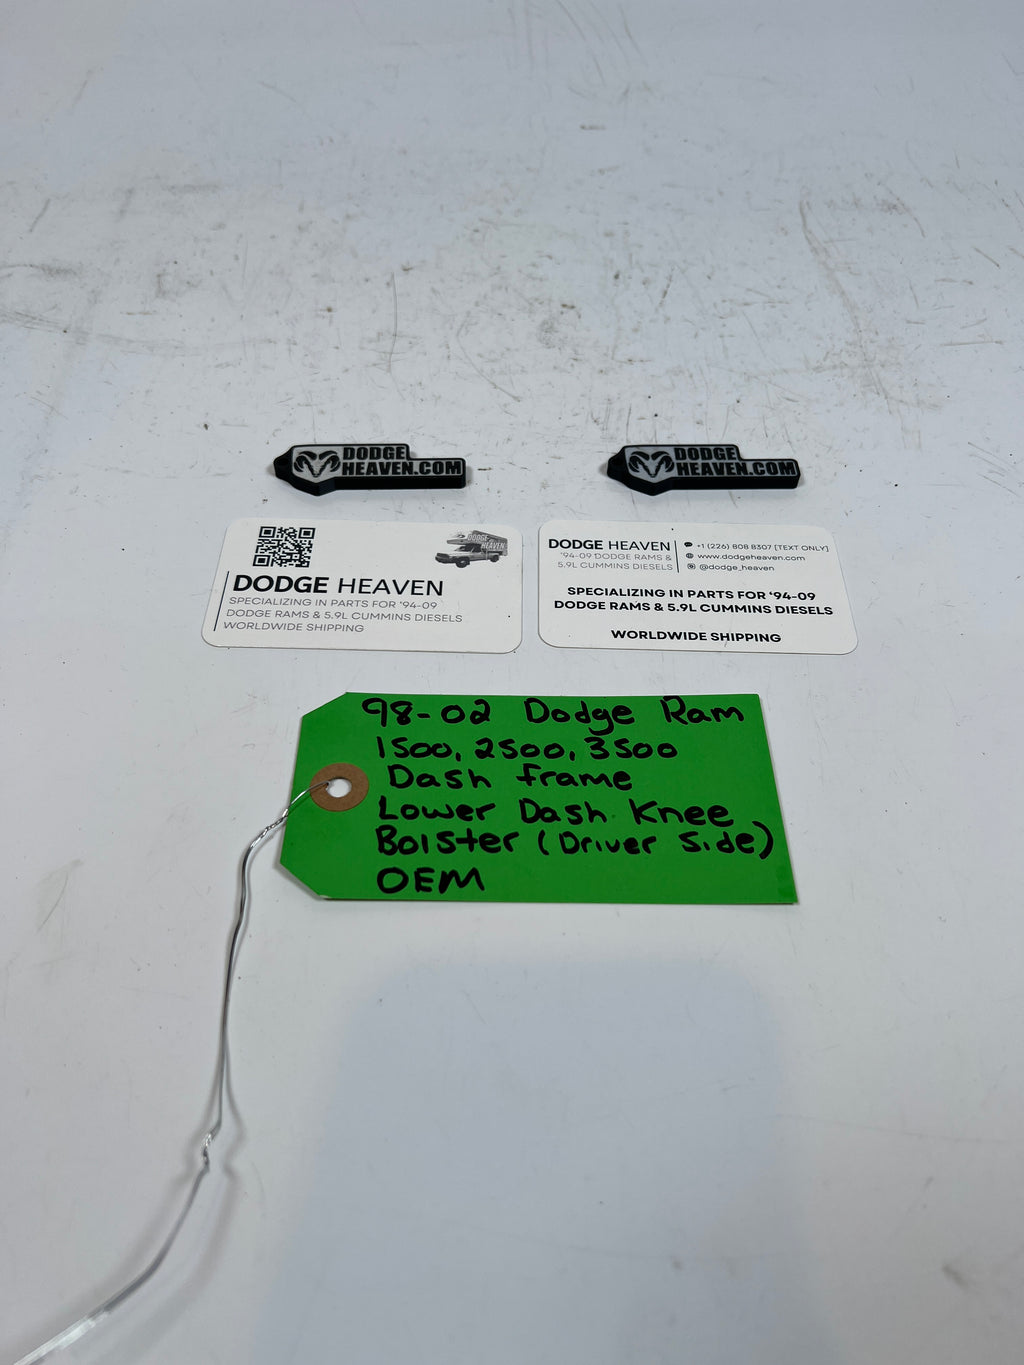 DODGE
HEAVEN.COM
DODGE
HEAVEN.COM
DODGE
HEAVEN
DODGE HEAVEN
SPECIALIZING IN PARTS FOR '94-09
DODGE RAMS & 5.9L CUMMINS DIESELS
WORLDWIDE SHIPPING
DODGE HEAVEN
'94-09 DODGE RAMS &
5.9L CUMMINS DIESELS
+1 (226) 808 8307 [TEXT ONLY]
www.dodgeheaven.com
@dodge_heaven
SPECIALIZING IN PARTS FOR '94-09
DODGE RAMS & 5.9L CUMMINS DIESELS
WORLDWIDE SHIPPING
98-02 Dodge Ram
1500, 2500, 3500
Dash frame
Lower Dash Knee
Bolster (Driver Side)
OEM